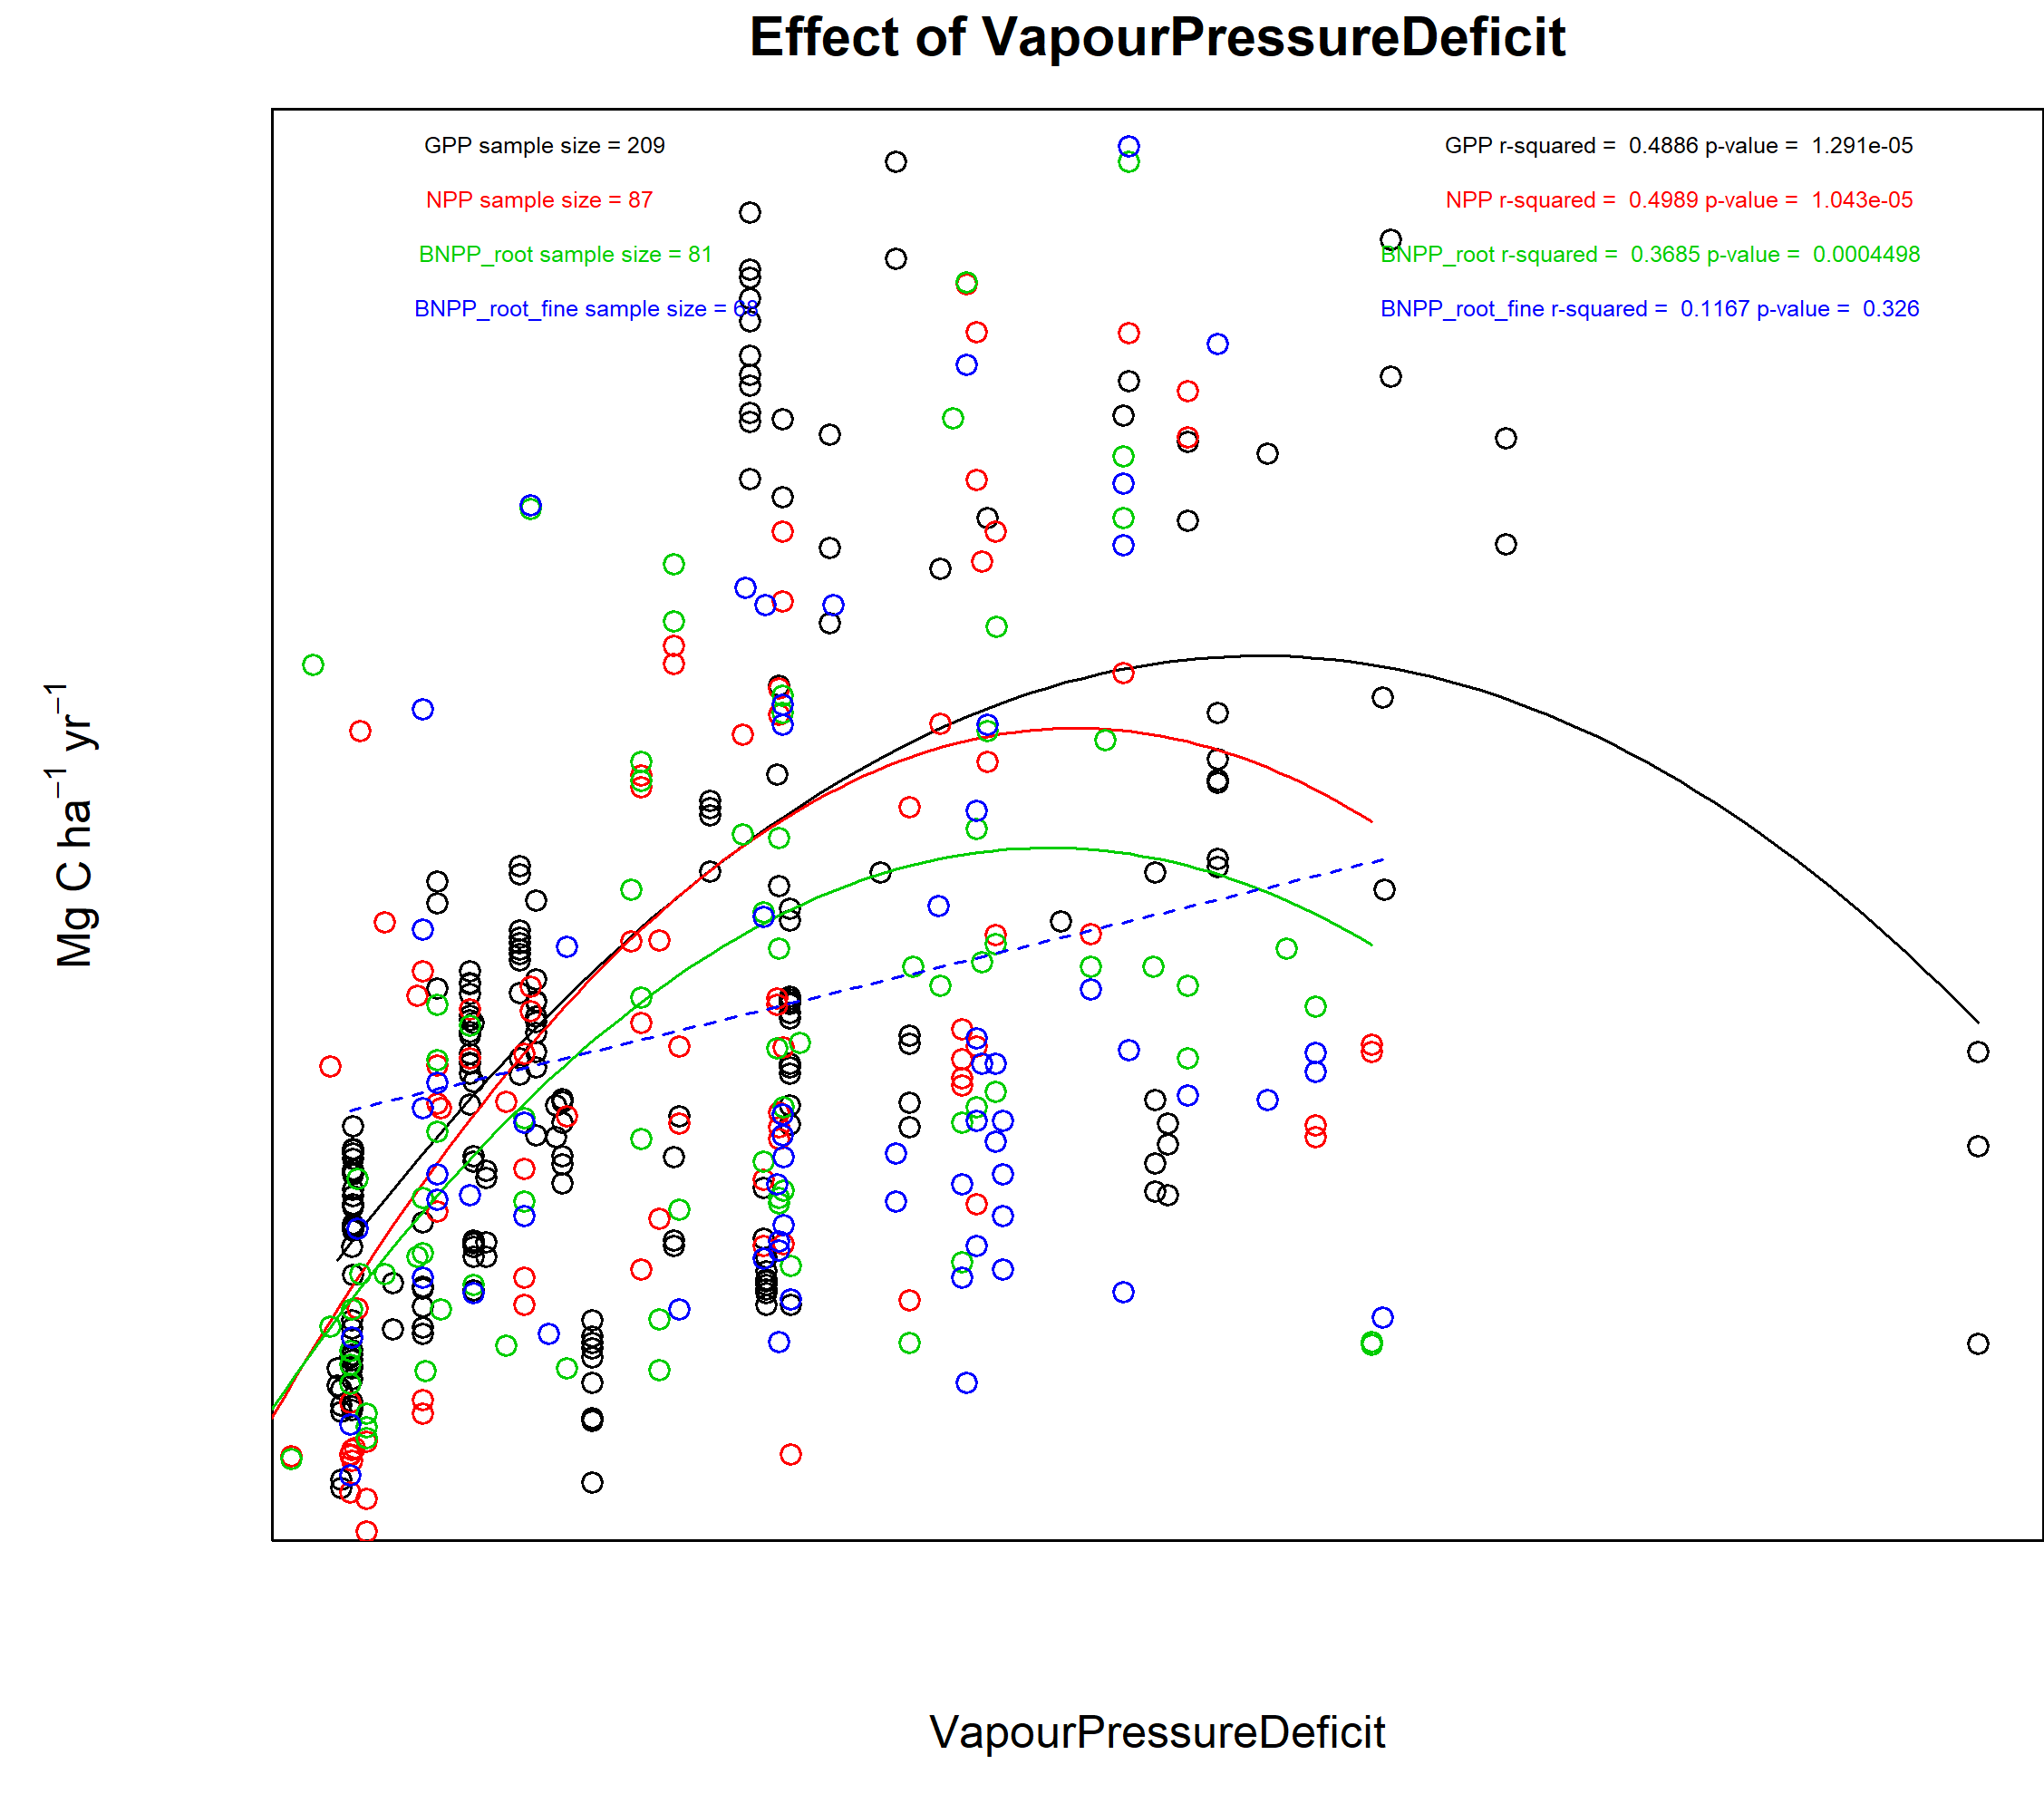 Effect of VapourPressureDeficit
GPP sample size = 209
NPP sample size = 87
BNPP_root sample size = 81
BNPP_root_fine sample size = 68
GPP r-squared = 0.4886 p-value = 1.291e-05
NPP r-squared = 0.4989 p-value = 1.043e-05
BNPP_root r-squared = 0.3685 p-value = 0.0004498
BNPP_root_fine r-squared = 0.1167 p-value = 0.326
Mg C ha⁻¹ yr⁻¹
VapourPressureDeficit